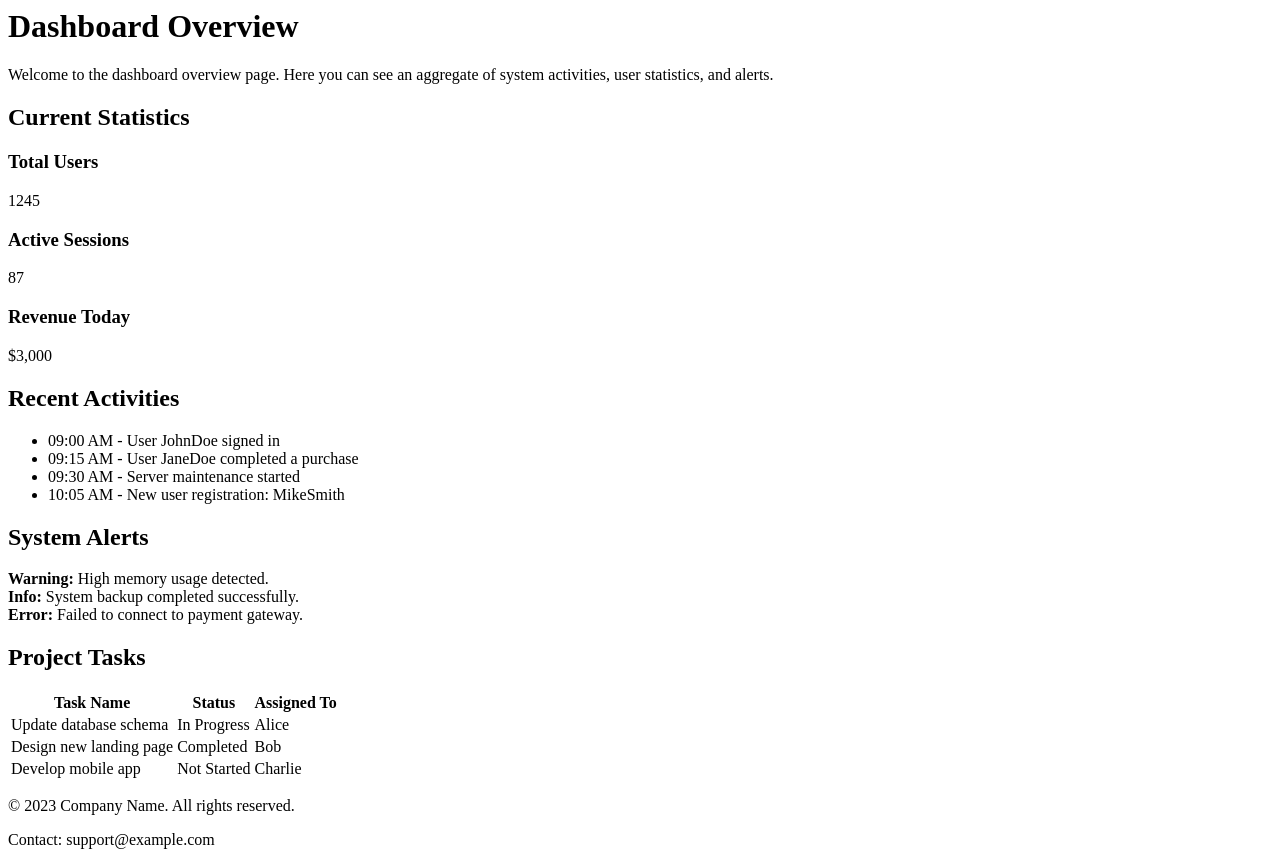 Dashboard Overview
Welcome to the dashboard overview page. Here you can see an aggregate of system activities, user statistics, and alerts.
Current Statistics
Total Users
1245
Active Sessions
87
Revenue Today
$3,000
Recent Activities
• 09:00 AM - User JohnDoe signed in
• 09:15 AM - User JaneDoe completed a purchase
• 09:30 AM - Server maintenance started
• 10:05 AM - New user registration: MikeSmith
System Alerts
Warning: High memory usage detected.
Info: System backup completed successfully.
Error: Failed to connect to payment gateway.
Project Tasks
Task Name Status Assigned To
Update database schema In Progress Alice
Design new landing page Completed Bob
Develop mobile app Not Started Charlie
© 2023 Company Name. All rights reserved.
Contact: support@example.com